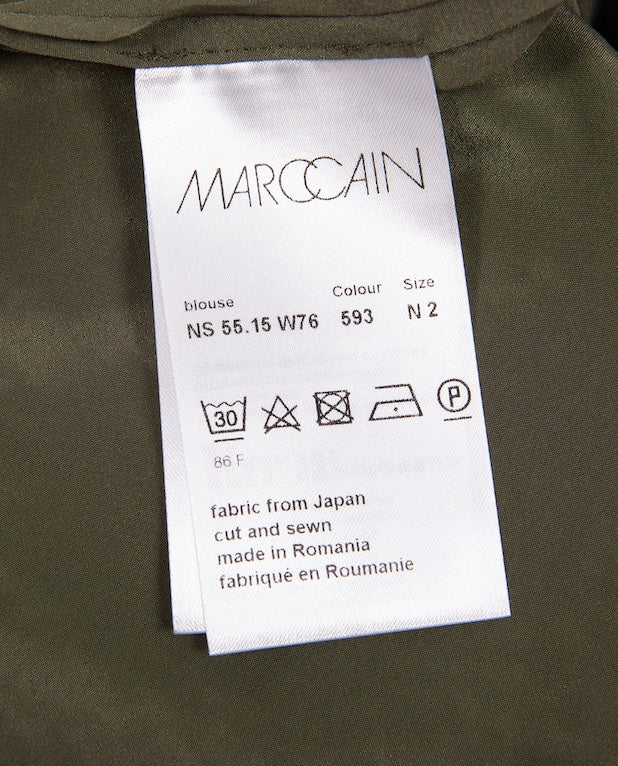 MARCCAIN
blouse Colour Size
NS 55.15 W76 593 N 2
30 P
86 F
fabric from Japan
cut and sewn
made in Romania
fabriqué en Roumanie